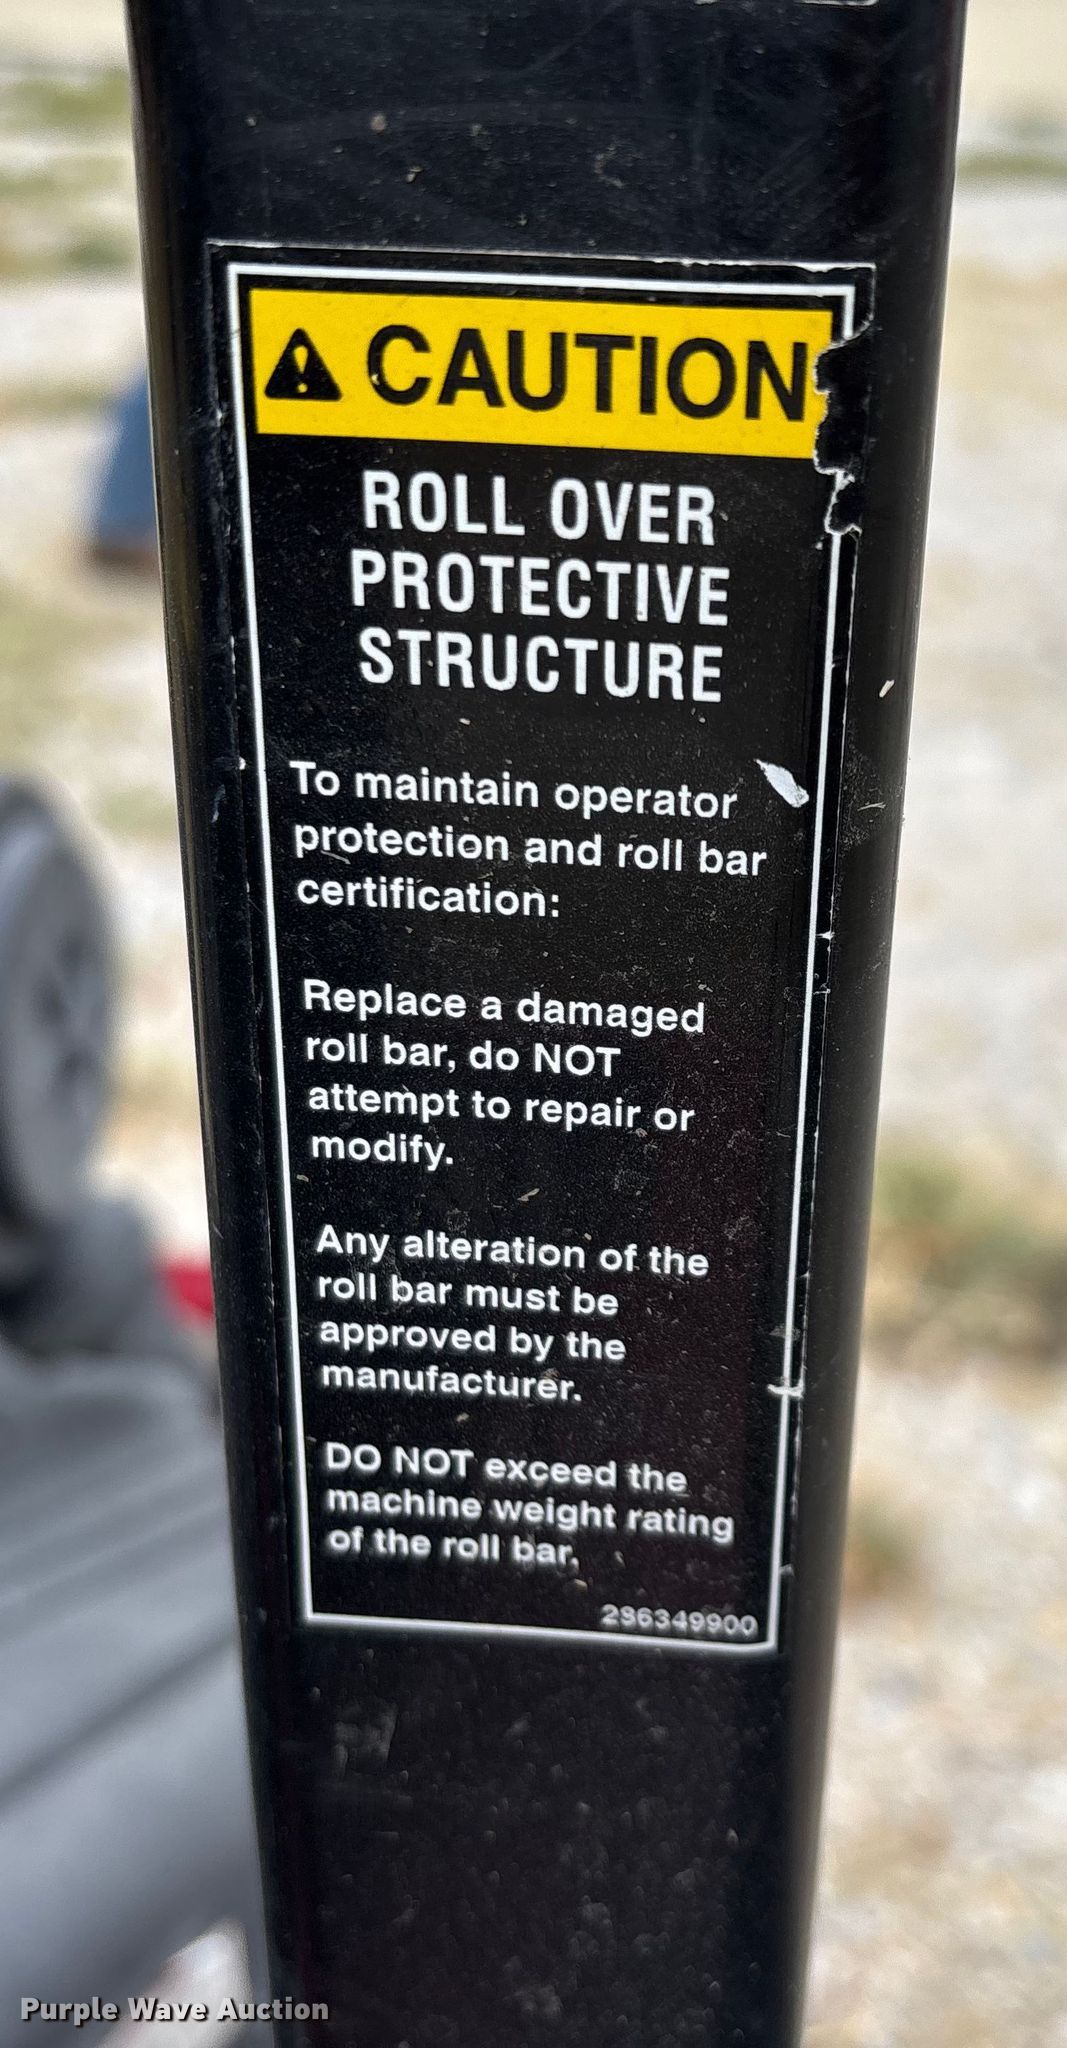 CAUTION
ROLL OVER
PROTECTIVE
STRUCTURE
To maintain operator
protection and roll bar
certification:
Replace a damaged
roll bar, do NOT
attempt to repair or
modify.
Any alteration of the
roll bar must be
approved by the
manufacturer.
DO NOT exceed the
machine weight rating
of the roll bar.
286349900
Purple Wave Auction